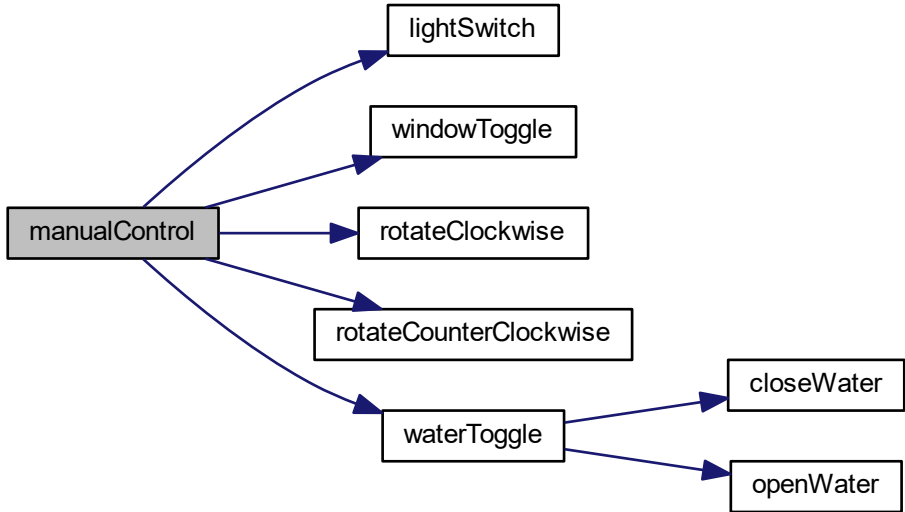 lightSwitch
windowToggle
manualControl
rotateClockwise
rotateCounterClockwise
closeWater
waterToggle
openWater